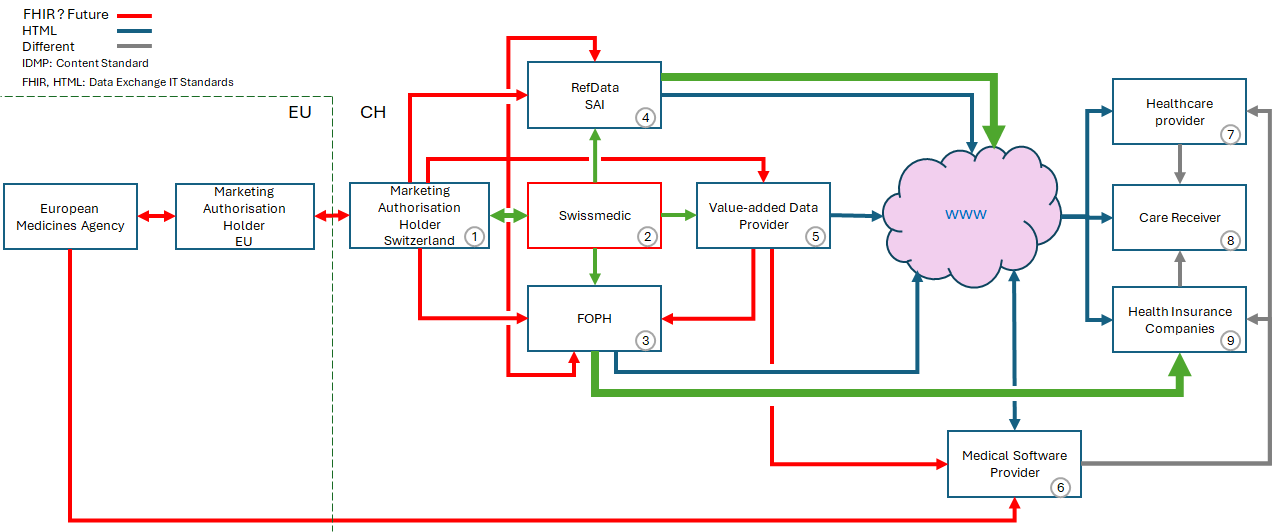 FHIR ? Future
HTML
Different
IDMP: Content Standard
FHIR, HTML: Data Exchange IT Standards
EU
CH
European
Medicines Agency
Marketing
Authorisation
Holder
EU
Marketing
Authorisation
Holder
Switzerland
1
RefData
SAI
4
Swissmedic
2
FOPH
3
Value-added Data
Provider
5
www
Medical Software
Provider
6
Healthcare
provider
7
Care Receiver
8
Health Insurance
Companies
9